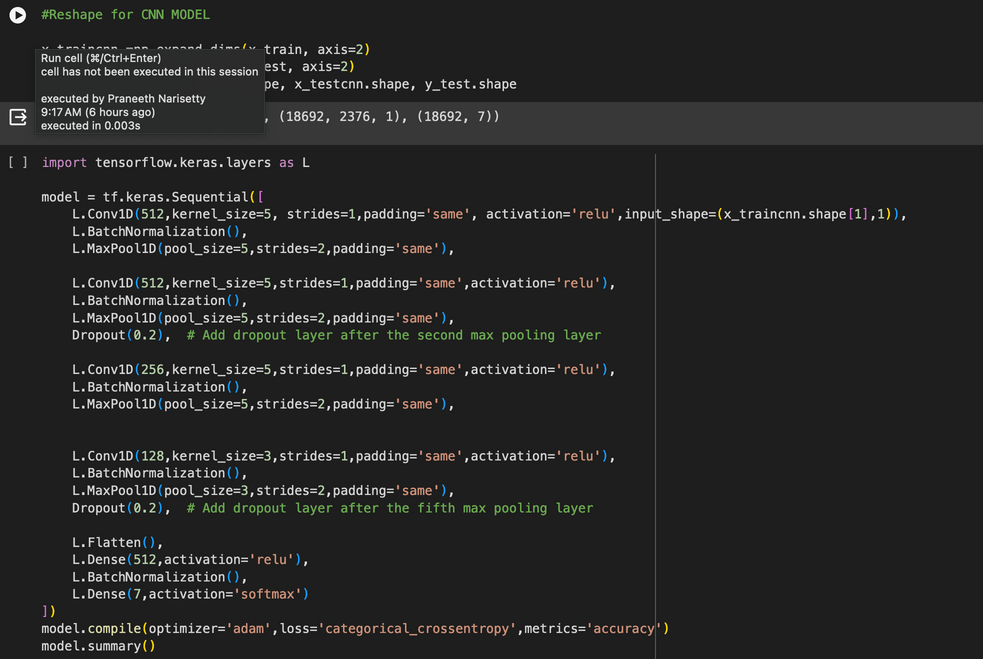 #Reshape for CNN MODEL
train, axis=2)
Run cell (⌘/Ctrl+Enter)
est, axis=2)
cell has not been executed in this session
pe, x_testcnn.shape, y_test.shape
executed by Praneeth Narisetty
9:17 AM (6 hours ago)
executed in 0.003s
, (18692, 2376, 1), (18692, 7))
[ ] import tensorflow.keras.layers as L
model = tf.keras.Sequential([
L.Conv1D(512,kernel_size=5, strides=1,padding='same', activation='relu',input_shape=(x_traincnn.shape[1],1)),
L.BatchNormalization(),
L.MaxPool1D(pool_size=5,strides=2,padding='same'),
L.Conv1D(512,kernel_size=5,strides=1,padding='same',activation='relu'),
L.BatchNormalization(),
L.MaxPool1D(pool_size=5,strides=2,padding='same'),
Dropout(0.2),  # Add dropout layer after the second max pooling layer
L.Conv1D(256,kernel_size=5,strides=1,padding='same',activation='relu'),
L.BatchNormalization(),
L.MaxPool1D(pool_size=5,strides=2,padding='same'),
L.Conv1D(128,kernel_size=3,strides=1,padding='same',activation='relu'),
L.BatchNormalization(),
L.MaxPool1D(pool_size=3,strides=2,padding='same'),
Dropout(0.2),  # Add dropout layer after the fifth max pooling layer
L.Flatten(),
L.Dense(512,activation='relu'),
L.BatchNormalization(),
L.Dense(7,activation='softmax')
])
model.compile(optimizer='adam',loss='categorical_crossentropy',metrics='accuracy')
model.summary()